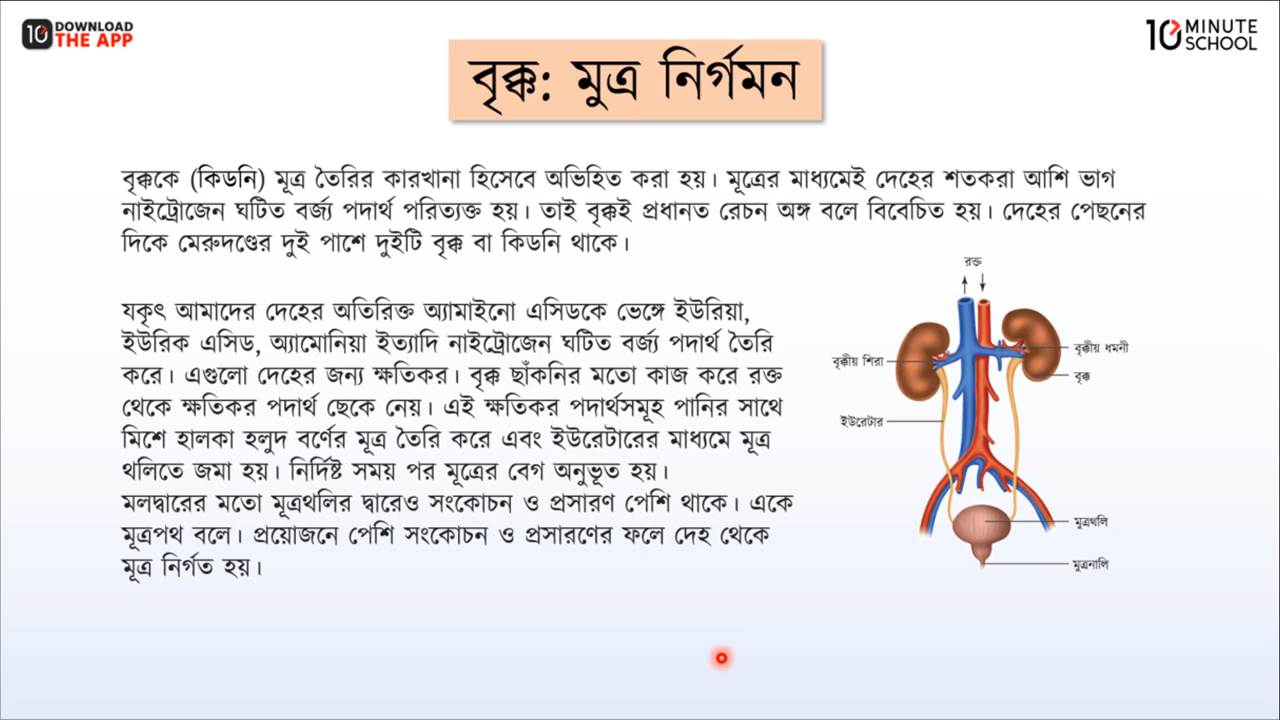 DOWNLOAD
THE APP
10 MINUTE
SCHOOL
বৃক্ক: মুত্র নির্গমন
বৃক্ককে (কিডনি) মূত্র তৈরির কারখানা হিসেবে অভিহিত করা হয়। মূত্রের মাধ্যমেই দেহের শতকরা আশি ভাগ
নাইট্রোজেন ঘটিত বর্জ্য পদার্থ পরিত্যক্ত হয়। তাই বৃক্কই প্রধানত রেচন অঙ্গ বলে বিবেচিত হয়। দেহের পেছনের
দিকে মেরুদণ্ডের দুই পাশে দুইটি বৃক্ক বা কিডনি থাকে।
যকৃৎ আমাদের দেহের অতিরিক্ত অ্যামাইনো এসিডকে ভেঙ্গে ইউরিয়া,
ইউরিক এসিড, অ্যামোনিয়া ইত্যাদি নাইট্রোজেন ঘটিত বর্জ্য পদার্থ তৈরি
করে। এগুলো দেহের জন্য ক্ষতিকর। বৃক্ক ছাঁকনির মতো কাজ করে রক্ত
থেকে ক্ষতিকর পদার্থ ছেকে নেয়। এই ক্ষতিকর পদার্থসমূহ পানির সাথে
মিশে হালকা হলুদ বর্ণের মূত্র তৈরি করে এবং ইউরেটারের মাধ্যমে মূত্র
থলিতে জমা হয়। নির্দিষ্ট সময় পর মূত্রের বেগ অনুভূত হয়।
মলদ্বারের মতো মূত্রথলির দ্বারেও সংকোচন ও প্রসারণ পেশি থাকে। একে
মূত্রপথ বলে। প্রয়োজনে পেশি সংকোচন ও প্রসারণের ফলে দেহ থেকে
মূত্র নির্গত হয়।
রক্ত
বৃক্কীয় ধমনী
বৃক্কীয় শিরা
বৃক্ক
ইউরেটার
মুত্রথলি
মুত্রনালি